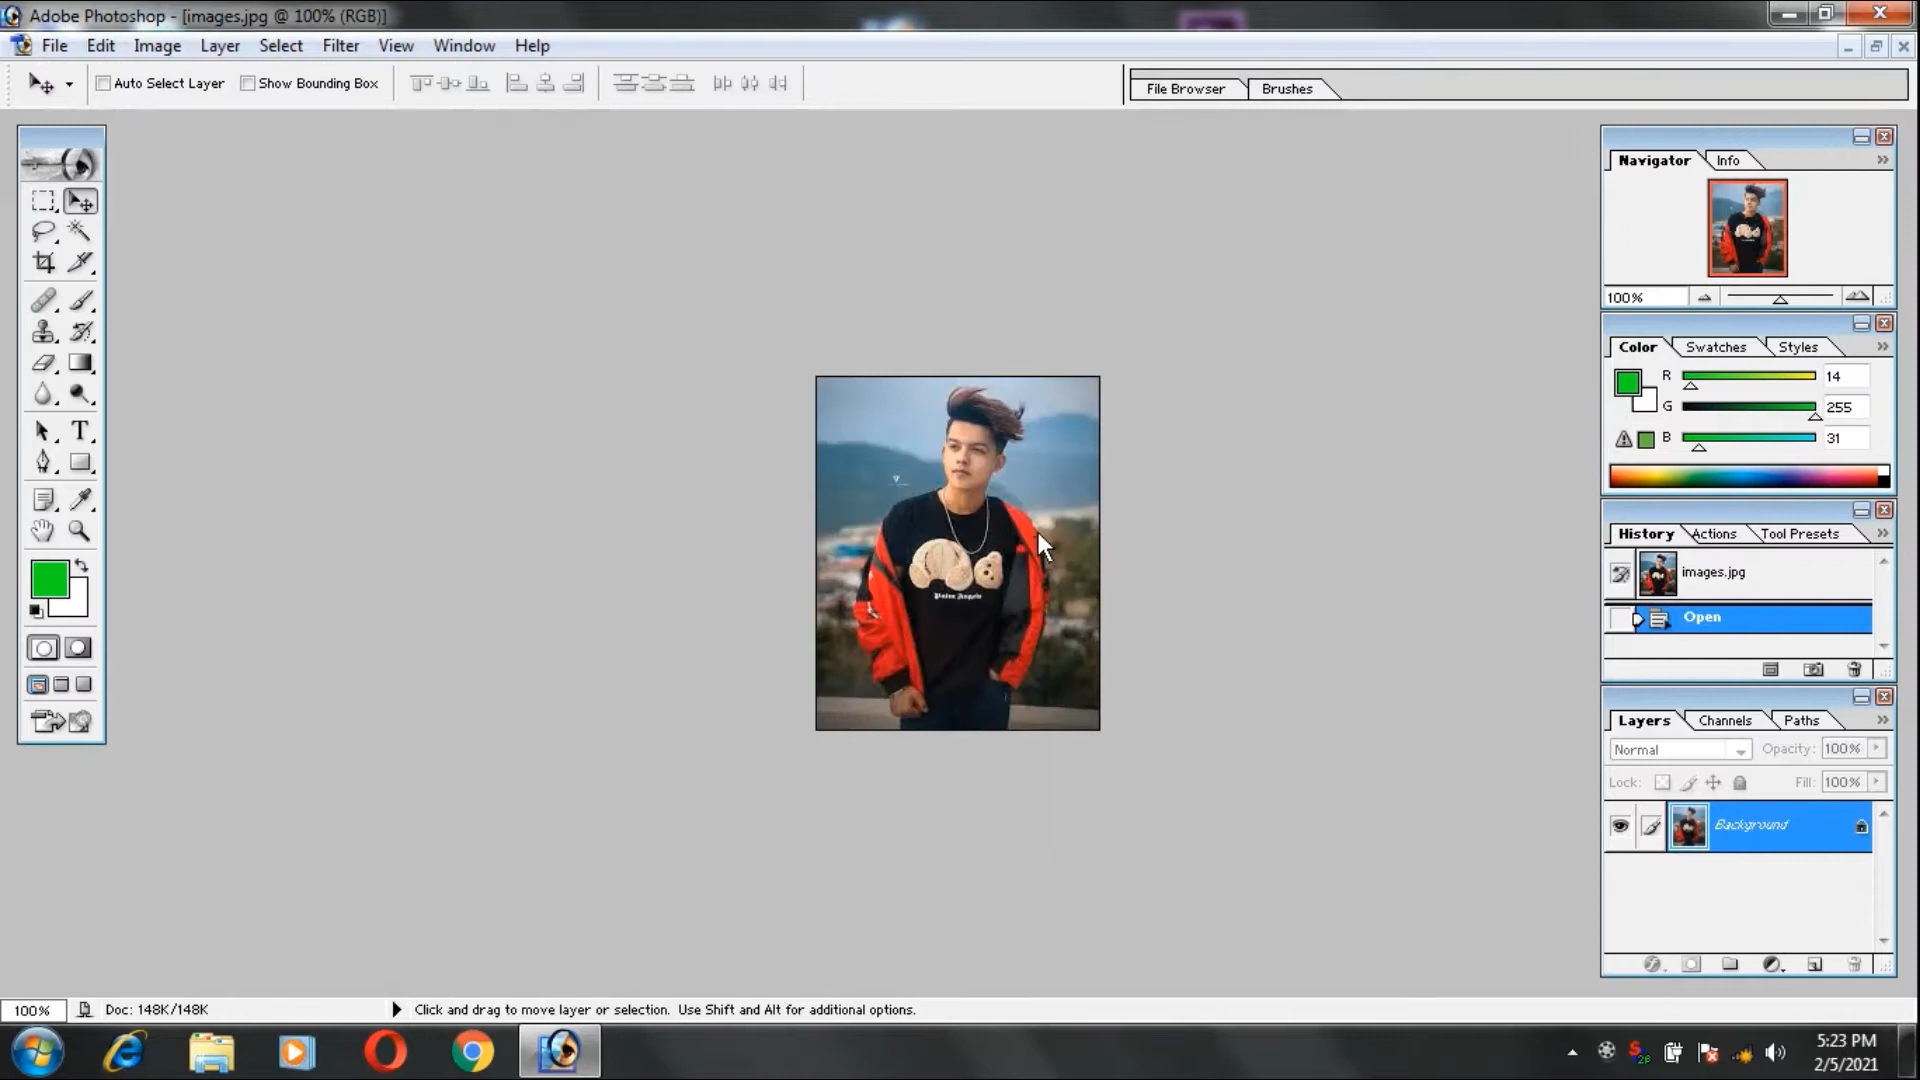 Adobe Photoshop - [images.jpg @ 100% (RGB)]
File Edit Image Layer Select Filter View Window Help
Auto Select Layer Show Bounding Box File Browser Brushes
Navigator Info
100%
Color Swatches Styles
R 14
G 255
B 31
History Actions Tool Presets
images.jpg
Open
Layers Channels Paths
Normal Opacity: 100%
Lock: Fill: 100%
Background
T
Palm Angels
100% Doc: 148K/148K Click and drag to move layer or selection. Use Shift and Alt for additional options.
5:23 PM
2/5/2021